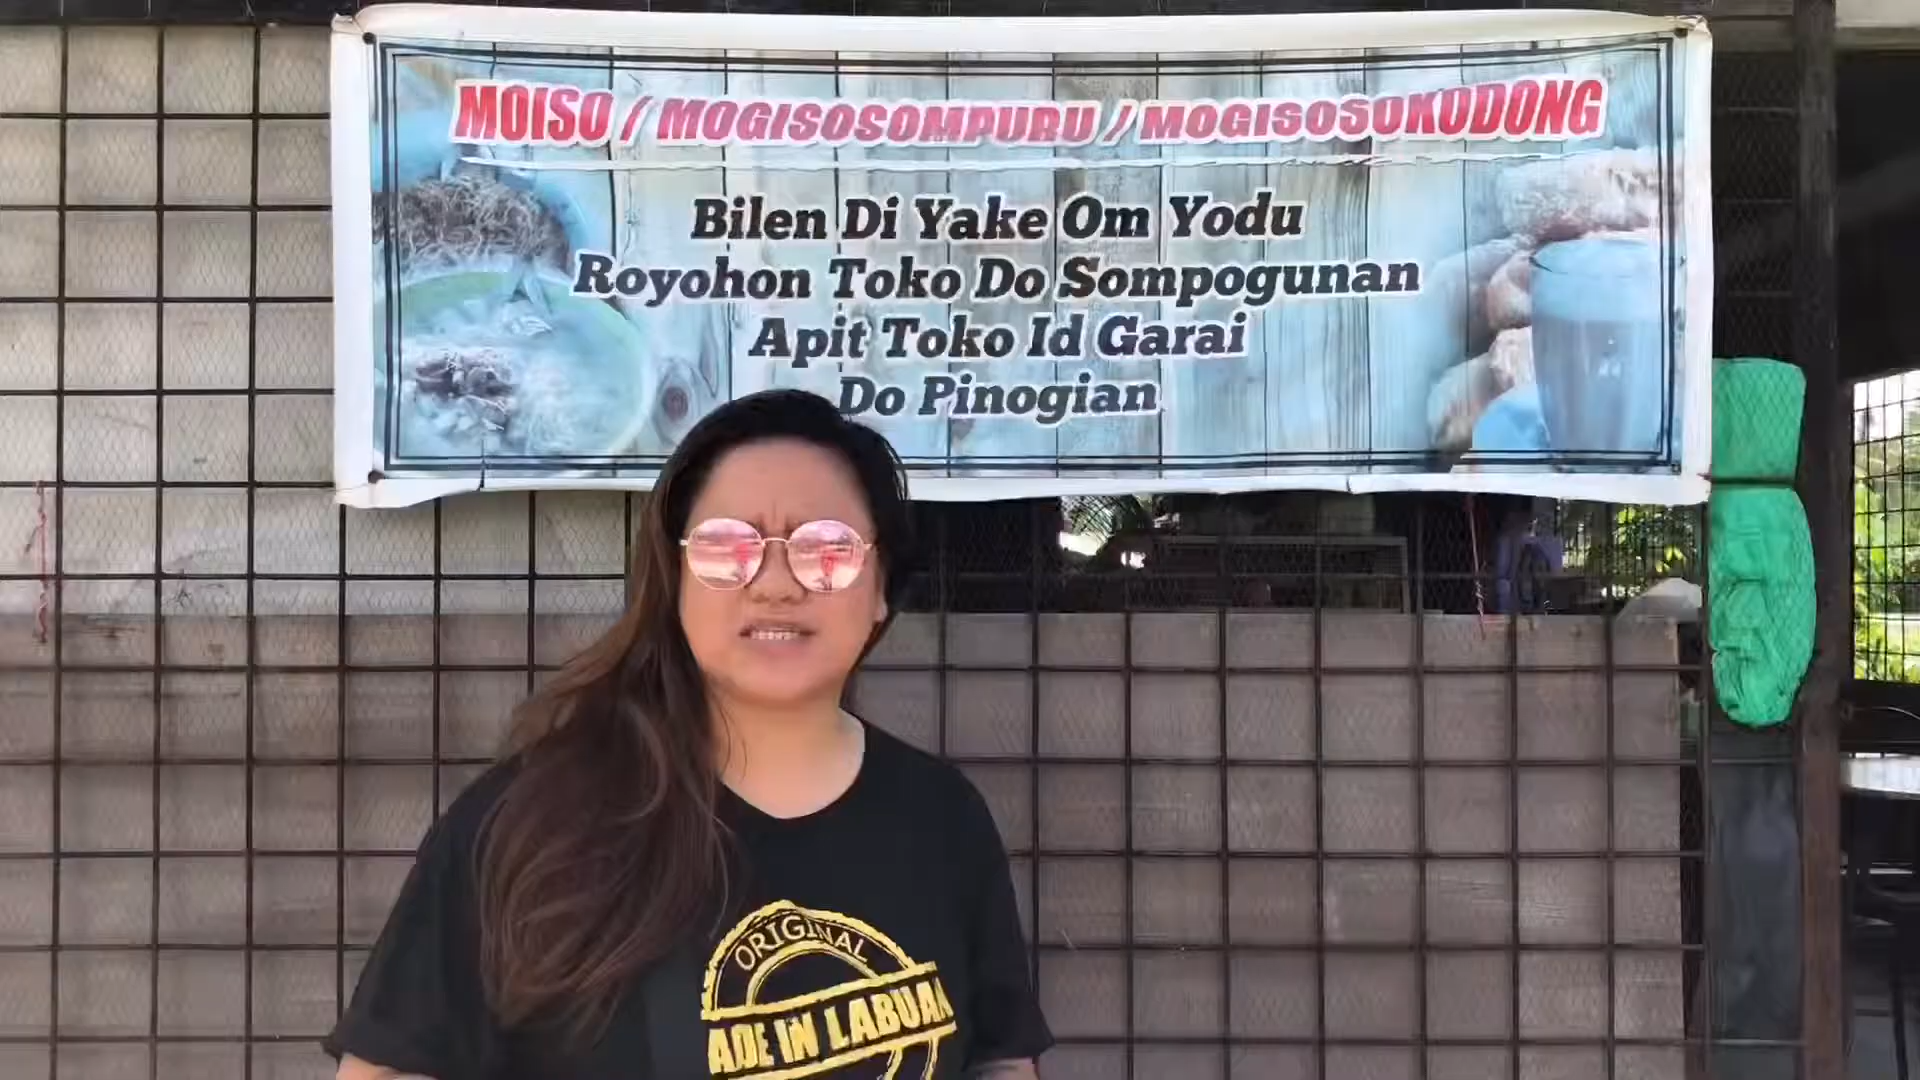 MOISO / MOGISOSOMPURU / MOGISOSOKODONG
Bilen Di Yake Om Yodu
Royohon Toko Do Sompogunan
Apit Toko Id Garai
Do Pinogian
ORIGINAL
ADE IN LABUAN